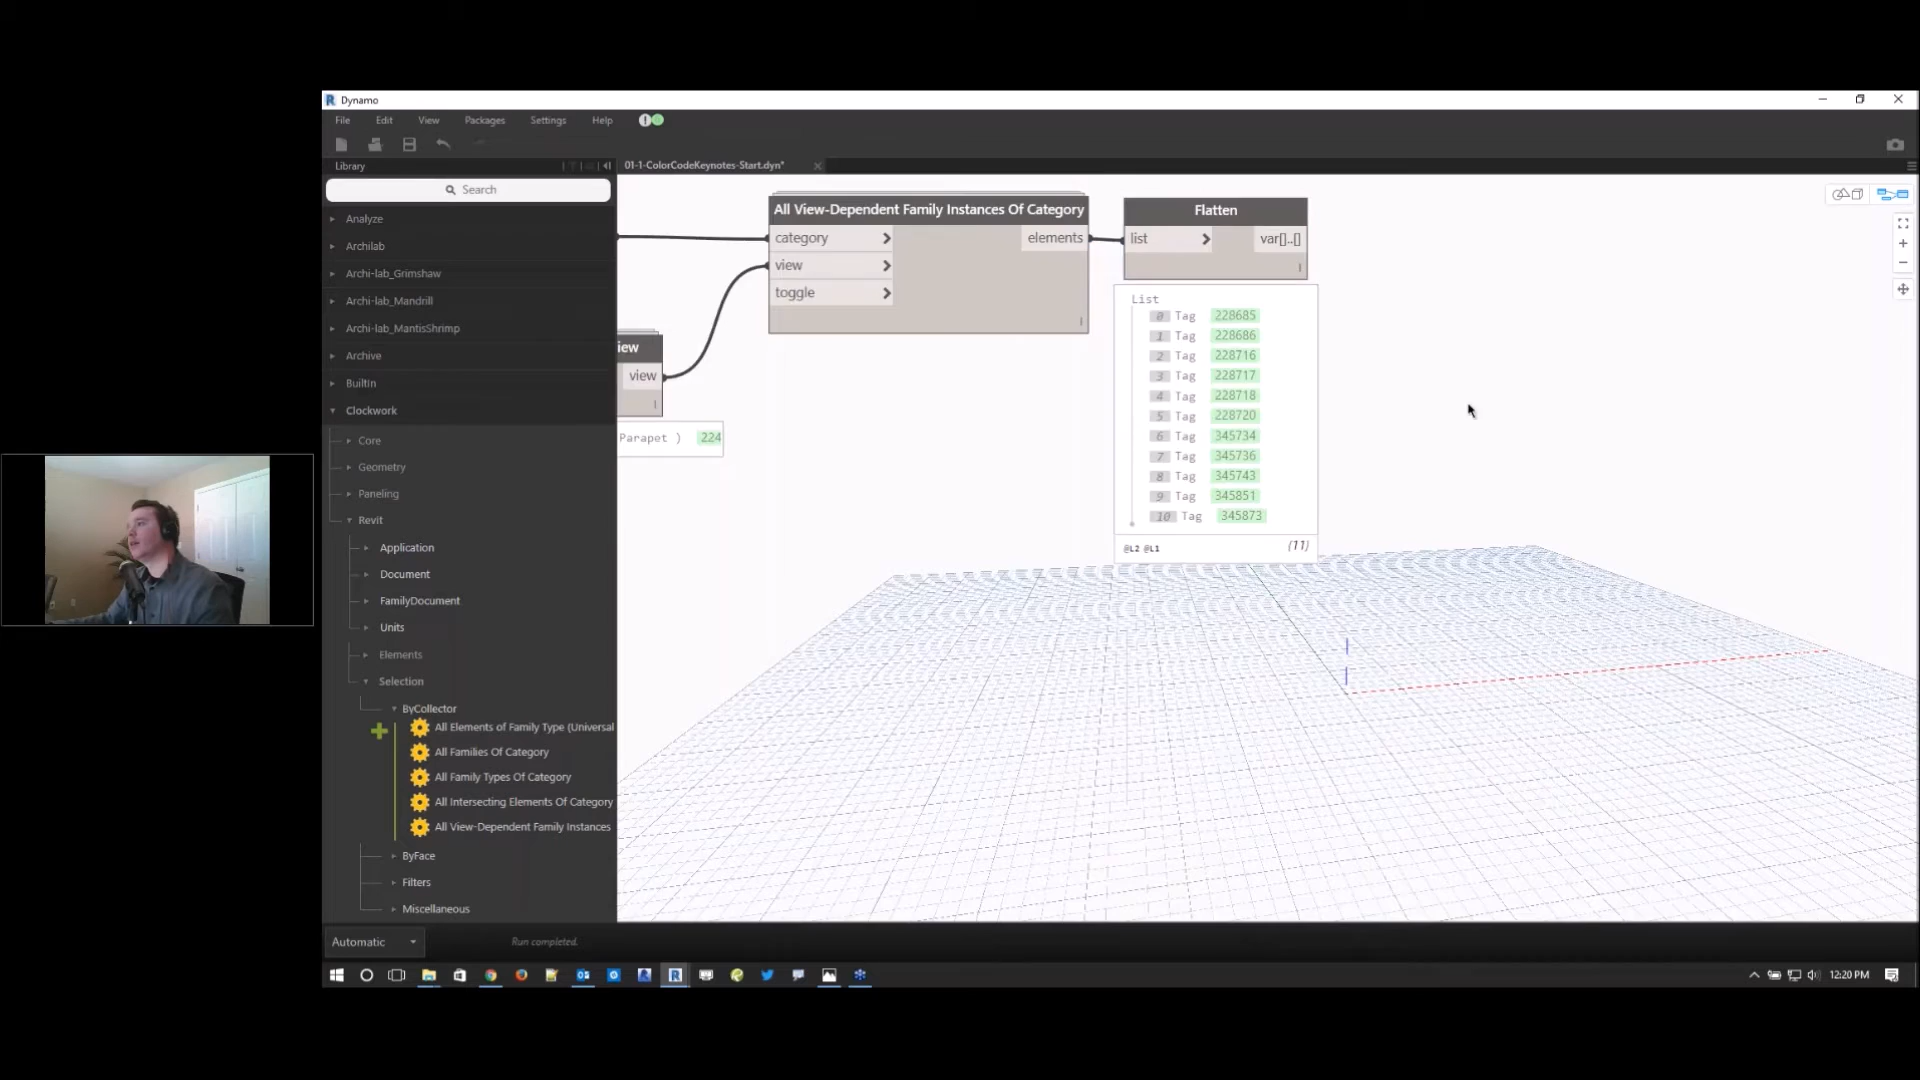 Dynamo
File Edit View Packages Settings Help
Library
01-1-ColorCodeKeynotes-Start.dyn*
Search
Analyze
Archilab
Archi-lab_Grimshaw
Archi-lab_Mandrill
Archi-lab_MantisShrimp
Archive
BuiltIn
Clockwork
Core
Geometry
Paneling
Revit
Application
Document
FamilyDocument
Units
Elements
Selection
ByCollector
All Elements of Family Type (Universal
All Families Of Category
All Family Types Of Category
All Intersecting Elements Of Category
All View-Dependent Family Instances
ByFace
Filters
Miscellaneous
iew
view
Parapet ) 224
All View-Dependent Family Instances Of Category
category elements
view
toggle
Flatten
list var[]..[]
List
0 Tag 228685
1 Tag 228686
2 Tag 228716
3 Tag 228717
4 Tag 228718
5 Tag 228720
6 Tag 345734
7 Tag 345736
8 Tag 345743
9 Tag 345851
10 Tag 345873
@L2 @L1 {11}
Automatic Run completed.
12:20 PM